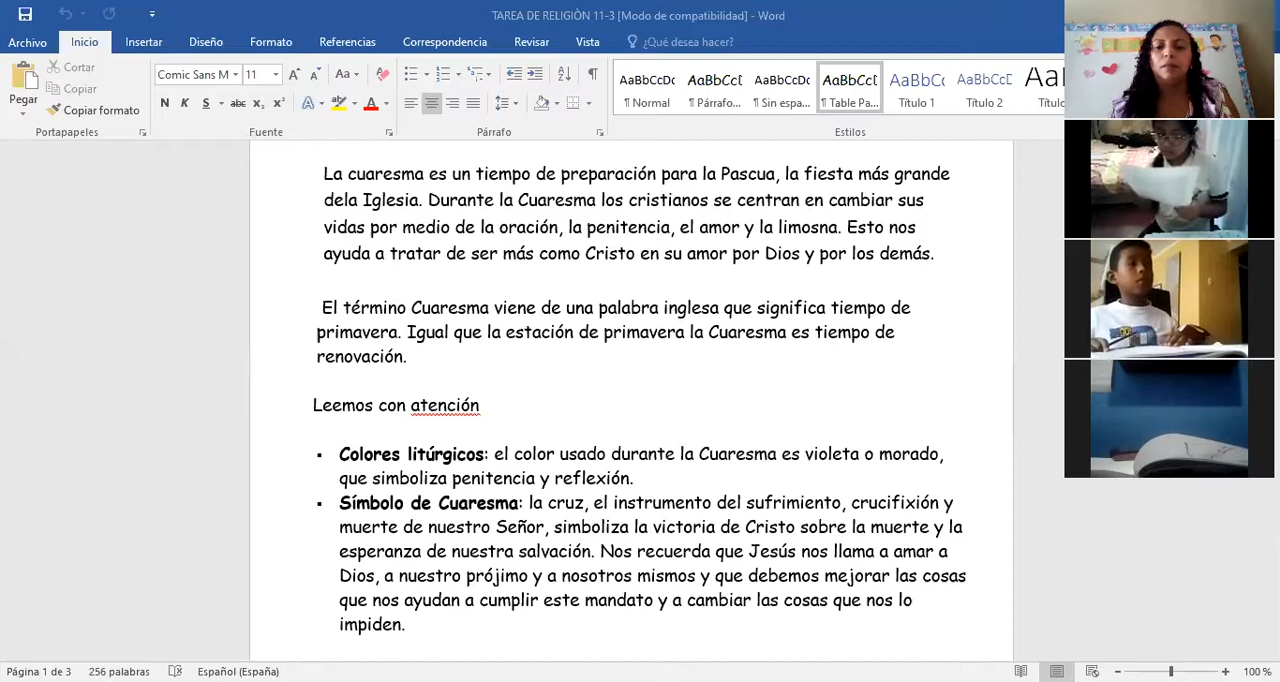 TAREA DE RELIGIÒN 11-3 [Modo de compatibilidad] - Word
Archivo Inicio Insertar Diseño Formato Referencias Correspondencia Revisar Vista ¿Qué desea hacer?
Pegar
Cortar
Copiar
Copiar formato
Portapapeles
Comic Sans M 11
Aa
N K S abc x₂ x² A A
Fuente
Párrafo
AaBbCcDc AaBbCcI AaBbCcDc AaBbCcI AaBbCc AaBbCcD Aa
¶ Normal ¶ Párrafo... ¶ Sin espa... ¶ Table Pa... Título 1 Título 2
Estilos
La cuaresma es un tiempo de preparación para la Pascua, la fiesta más grande
dela Iglesia. Durante la Cuaresma los cristianos se centran en cambiar sus
vidas por medio de la oración, la penitencia, el amor y la limosna. Esto nos
ayuda a tratar de ser más como Cristo en su amor por Dios y por los demás.
El término Cuaresma viene de una palabra inglesa que significa tiempo de
primavera. Igual que la estación de primavera la Cuaresma es tiempo de
renovación.
Leemos con atención
▪ Colores litúrgicos: el color usado durante la Cuaresma es violeta o morado,
que simboliza penitencia y reflexión.
▪ Símbolo de Cuaresma: la cruz, el instrumento del sufrimiento, crucifixión y
muerte de nuestro Señor, simboliza la victoria de Cristo sobre la muerte y la
esperanza de nuestra salvación. Nos recuerda que Jesús nos llama a amar a
Dios, a nuestro prójimo y a nosotros mismos y que debemos mejorar las cosas
que nos ayudan a cumplir este mandato y a cambiar las cosas que nos lo
impiden.
Página 1 de 3 256 palabras Español (España) 100 %